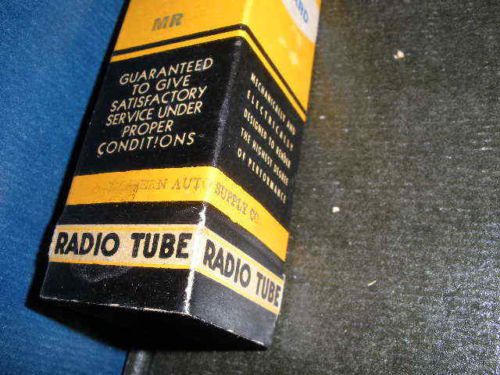 ARD
MR
GUARANTEED
TO GIVE
SATISFACTORY
SERVICE UNDER
PROPER
CONDITIONS
MECHANICALLY AND
ELECTRICALLY
DESIGNED TO RENDER
THE HIGHEST DEGREE
OF PERFORMANCE
AUTO SUPPLY CO.
RADIO TUBE
RADIO TUBE